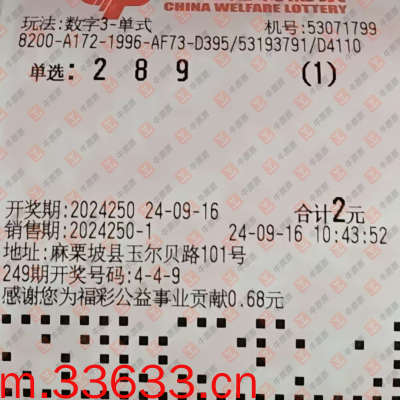 CHINA WELFARE LOTTERY
玩法:数字3-单式 机号:53071799
8200-A172-1996-AF73-D395/53193791/D4110
单选: 2 8 9 (1)
开奖期:2024250 24-09-16 合计2元
销售期:2024250-1 24-09-16 10:43:52
地址:麻栗坡县玉尔贝路101号
249期开奖号码:4-4-9
感谢您为福彩公益事业贡献0.68元
m.33633.cn